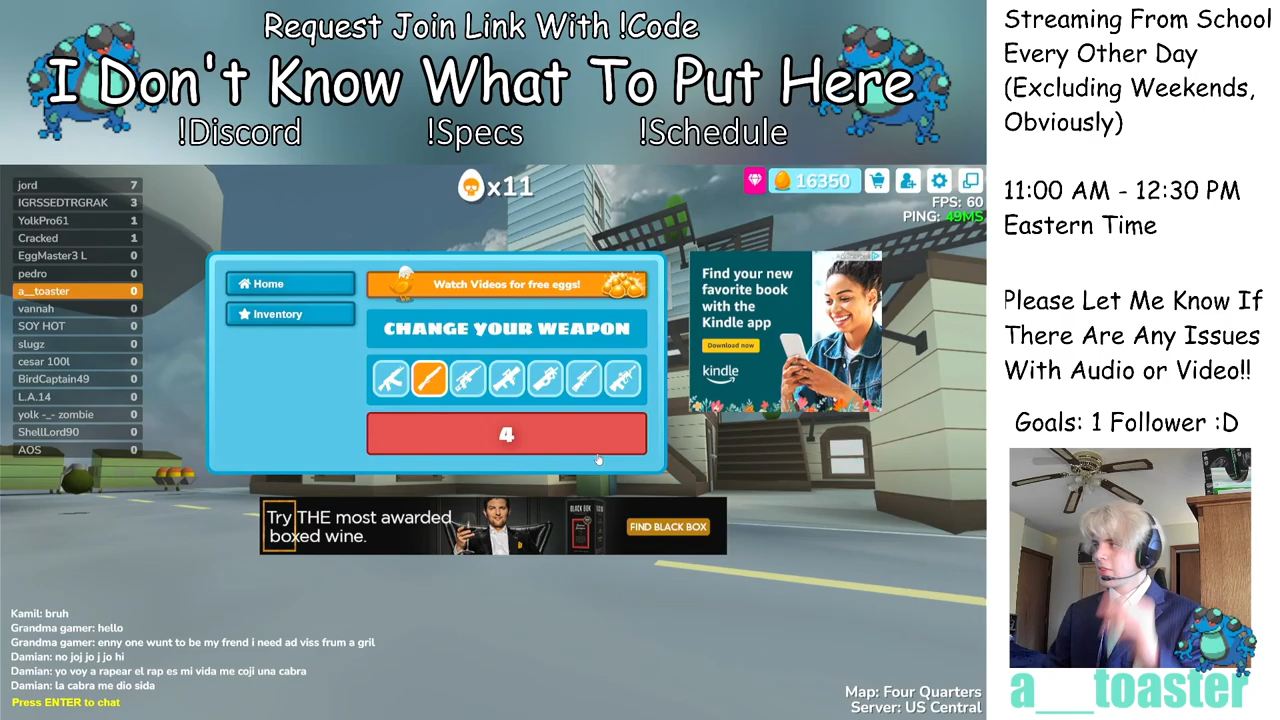 Request Join Link With !Code
I Don't Know What To Put Here
!Discord !Specs !Schedule
Streaming From School
Every Other Day
(Excluding Weekends,
Obviously)
11:00 AM - 12:30 PM
Eastern Time
Please Let Me Know If
There Are Any Issues
With Audio or Video!!
Goals: 1 Follower :D
a__toaster
jord 7
IGRSSEDTRGRAK 3
YolkPro61 1
Cracked 1
EggMaster3 L 0
pedro 0
a__toaster 0
vannah 0
SOY HOT 0
slugz 0
cesar 100l 0
BirdCaptain49 0
L.A.14 0
yolk -_- zombie 0
ShellLord90 0
AOS 0
x11
16350
FPS: 60
PING: 49MS
Home
Inventory
Watch Videos for free eggs!
CHANGE YOUR WEAPON
4
Find your new
favorite book
with the
Kindle app
Download now
kindle
Try THE most awarded
boxed wine.
BLACK BOX
FIND BLACK BOX
Kamil: bruh
Grandma gamer: hello
Grandma gamer: enny one wunt to be my frend i need ad viss frum a gril
Damian: no joj jo j jo hi
Damian: yo voy a rapear el rap es mi vida me coji una cabra
Damian: la cabra me dio sida
Press ENTER to chat
Map: Four Quarters
Server: US Central